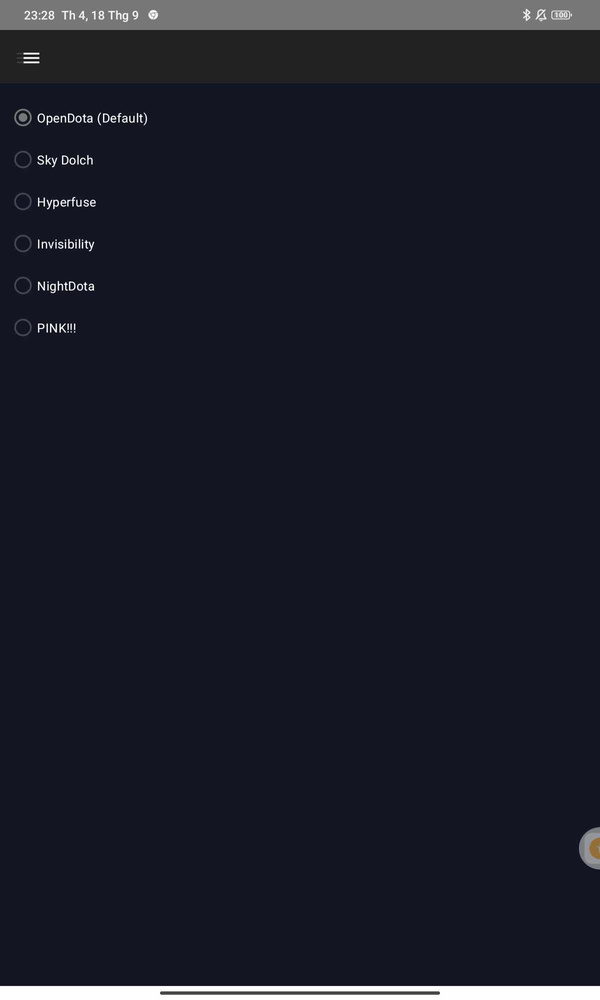 23:28 Th 4, 18 Thg 9
100
OpenDota (Default)
Sky Dolch
Hyperfuse
Invisibility
NightDota
PINK!!!